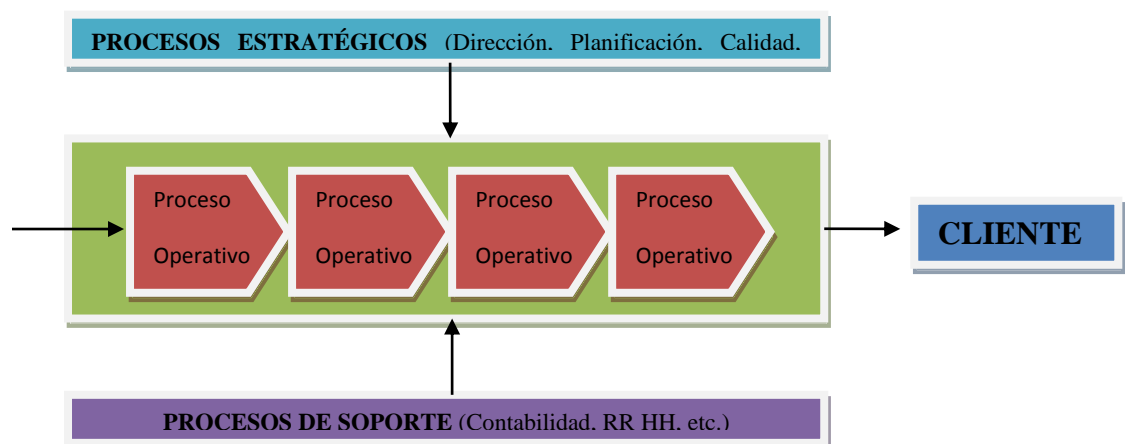 PROCESOS ESTRATÉGICOS (Dirección, Planificación, Calidad,
Proceso
Operativo
Proceso
Operativo
Proceso
Operativo
Proceso
Operativo
CLIENTE
PROCESOS DE SOPORTE (Contabilidad, RR HH, etc.)